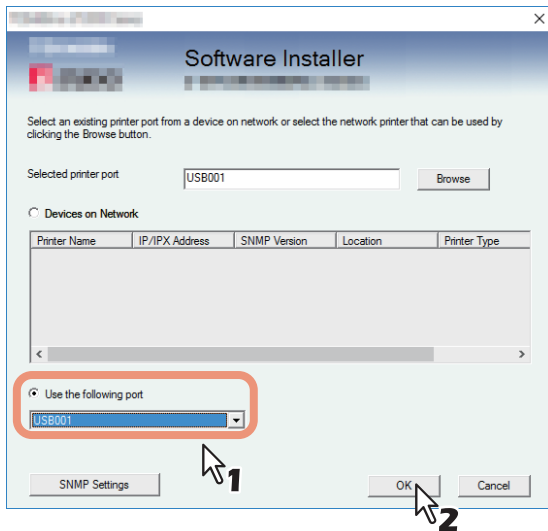 Software Installer
Select an existing printer port from a device on network or select the network printer that can be used by
clicking the Browse button.
Selected printer port
USB001
Browse
Devices on Network
Printer Name
IP/IPX Address
SNMP Version
Location
Printer Type
Use the following port
USB001
1
SNMP Settings
OK
Cancel
2